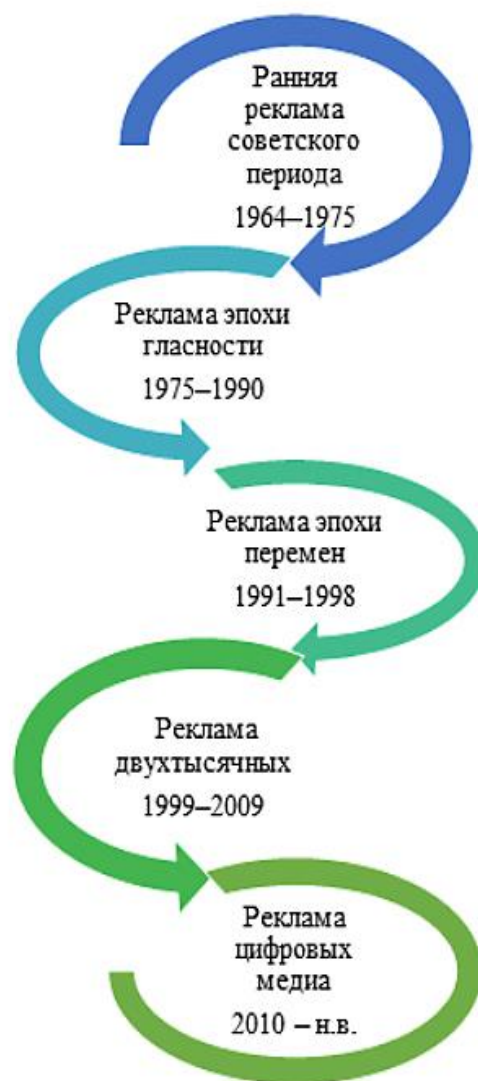 Ранняя
реклама
советского
периода
1964–1975
Реклама эпохи
гласности
1975–1990
Реклама эпохи
перемен
1991–1998
Реклама
двухтысячных
1999–2009
Реклама
цифровых
медиа
2010 – н.в.